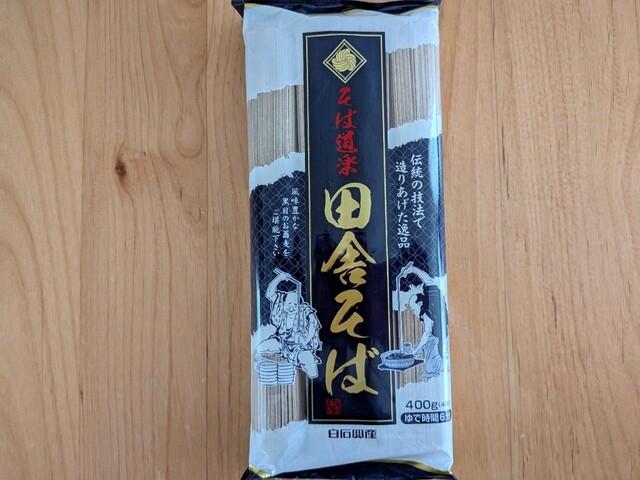 そば道楽
田舎そば
伝統の技法で
造りあげた逸品
風味豊かな
黒目のお蕎麦を
ご堪能下さい
400g(4
ゆで時間6
白石興産